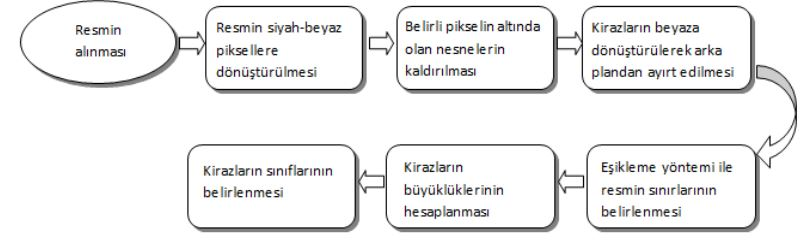 Resmin
alınması
Resmin siyah-beyaz
piksellere
dönüştürülmesi
Belirli pikselin altında
olan nesnelerin
kaldırılması
Kirazların beyaza
dönüştürülerek arka
plandan ayırt edilmesi
Eşikleme yöntemi ile
resmin sınırlarının
belirlenmesi
Kirazların
büyüklüklerinin
hesaplanması
Kirazların sınıflarının
belirlenmesi